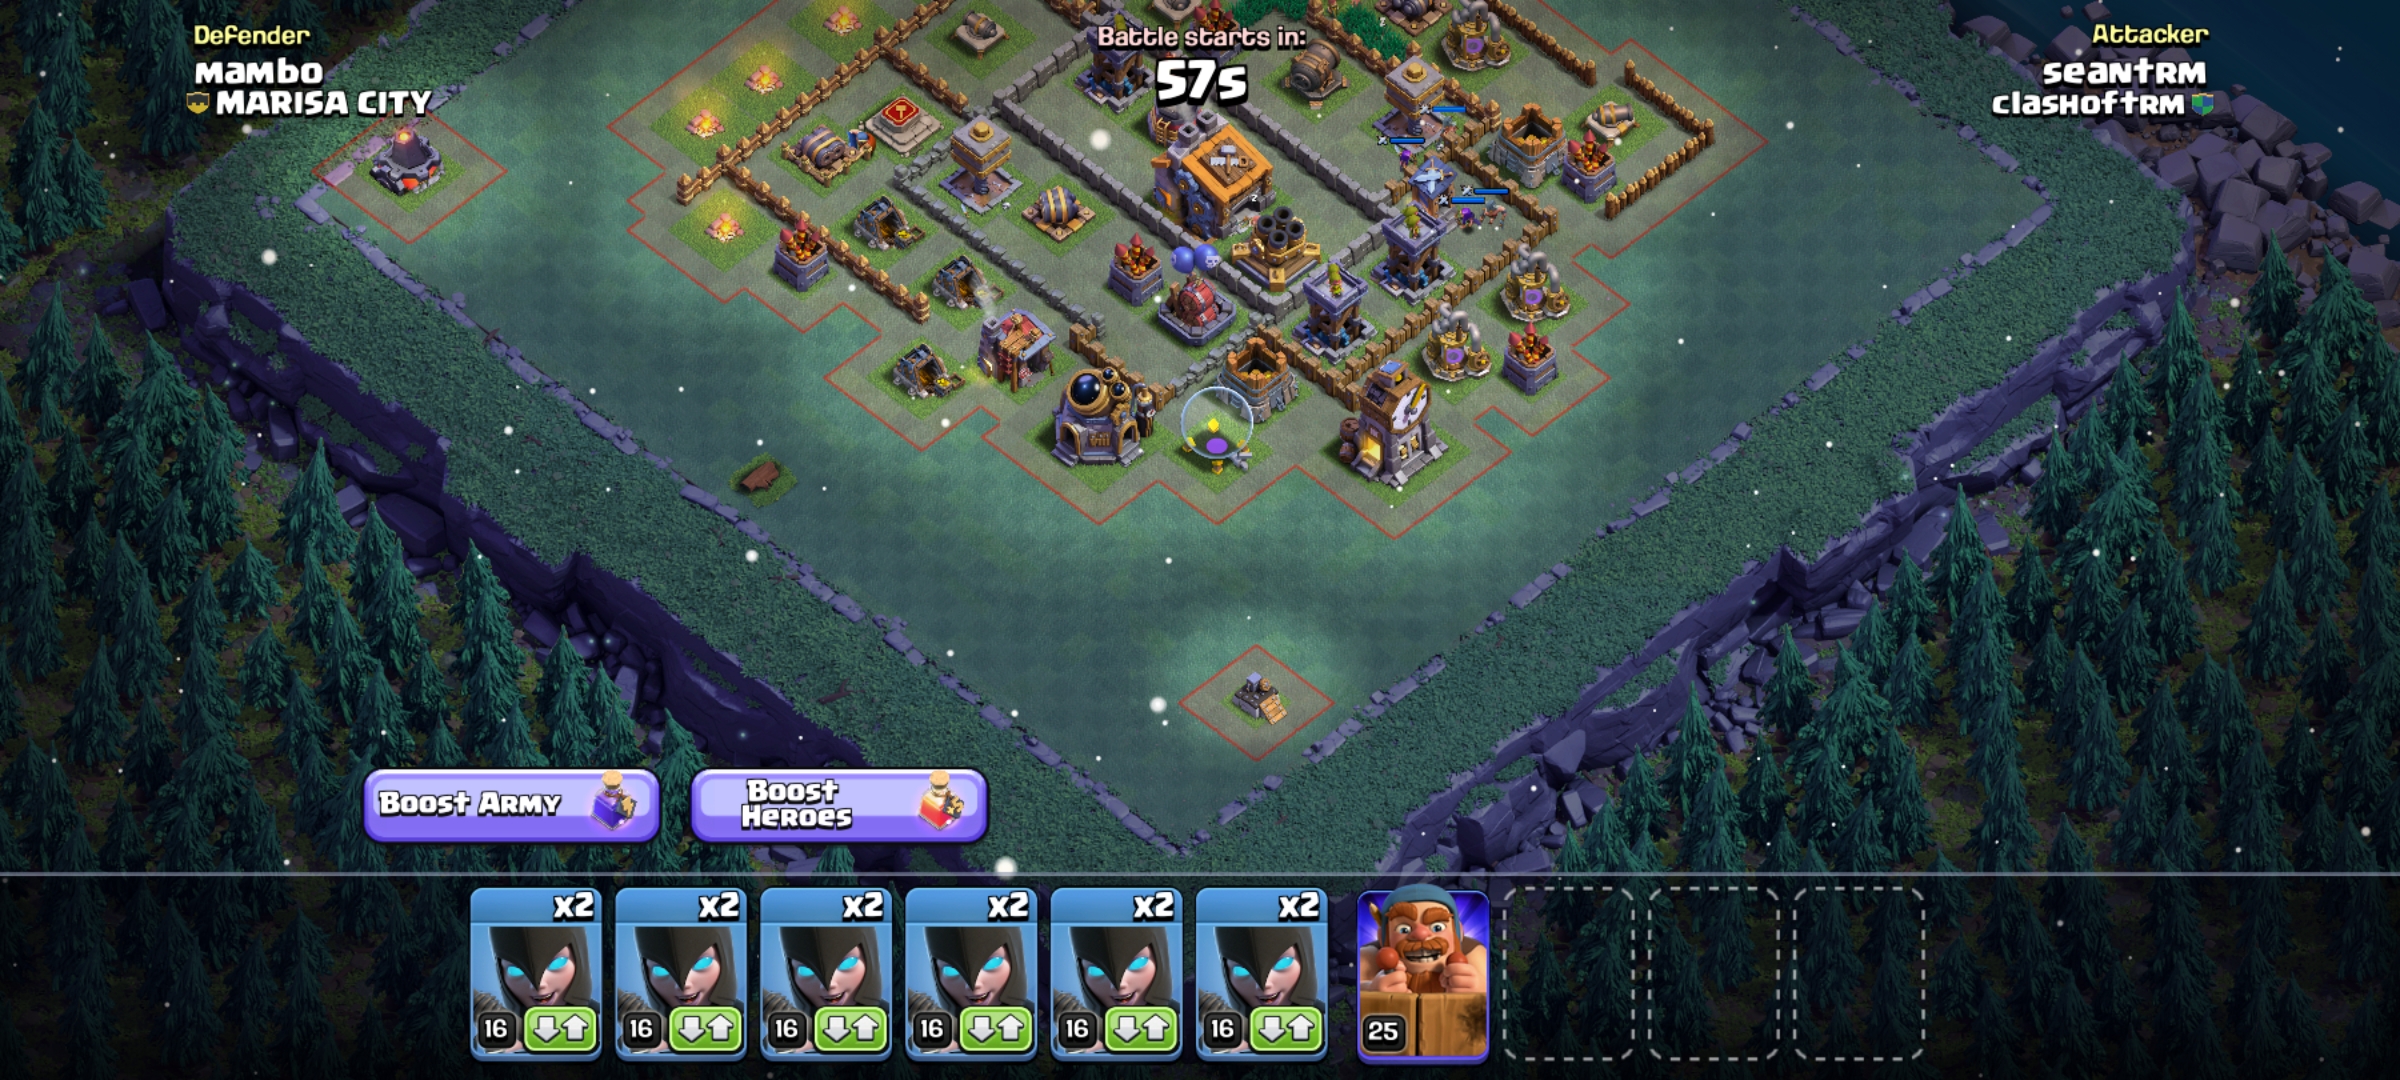 Defender
mambo
MARISA CITY
Battle starts in:
57s
Attacker
seantRM
clashoftRM
Boost Army
Boost
Heroes
x2
x2
x2
x2
x2
x2
16
16
16
16
16
16
25